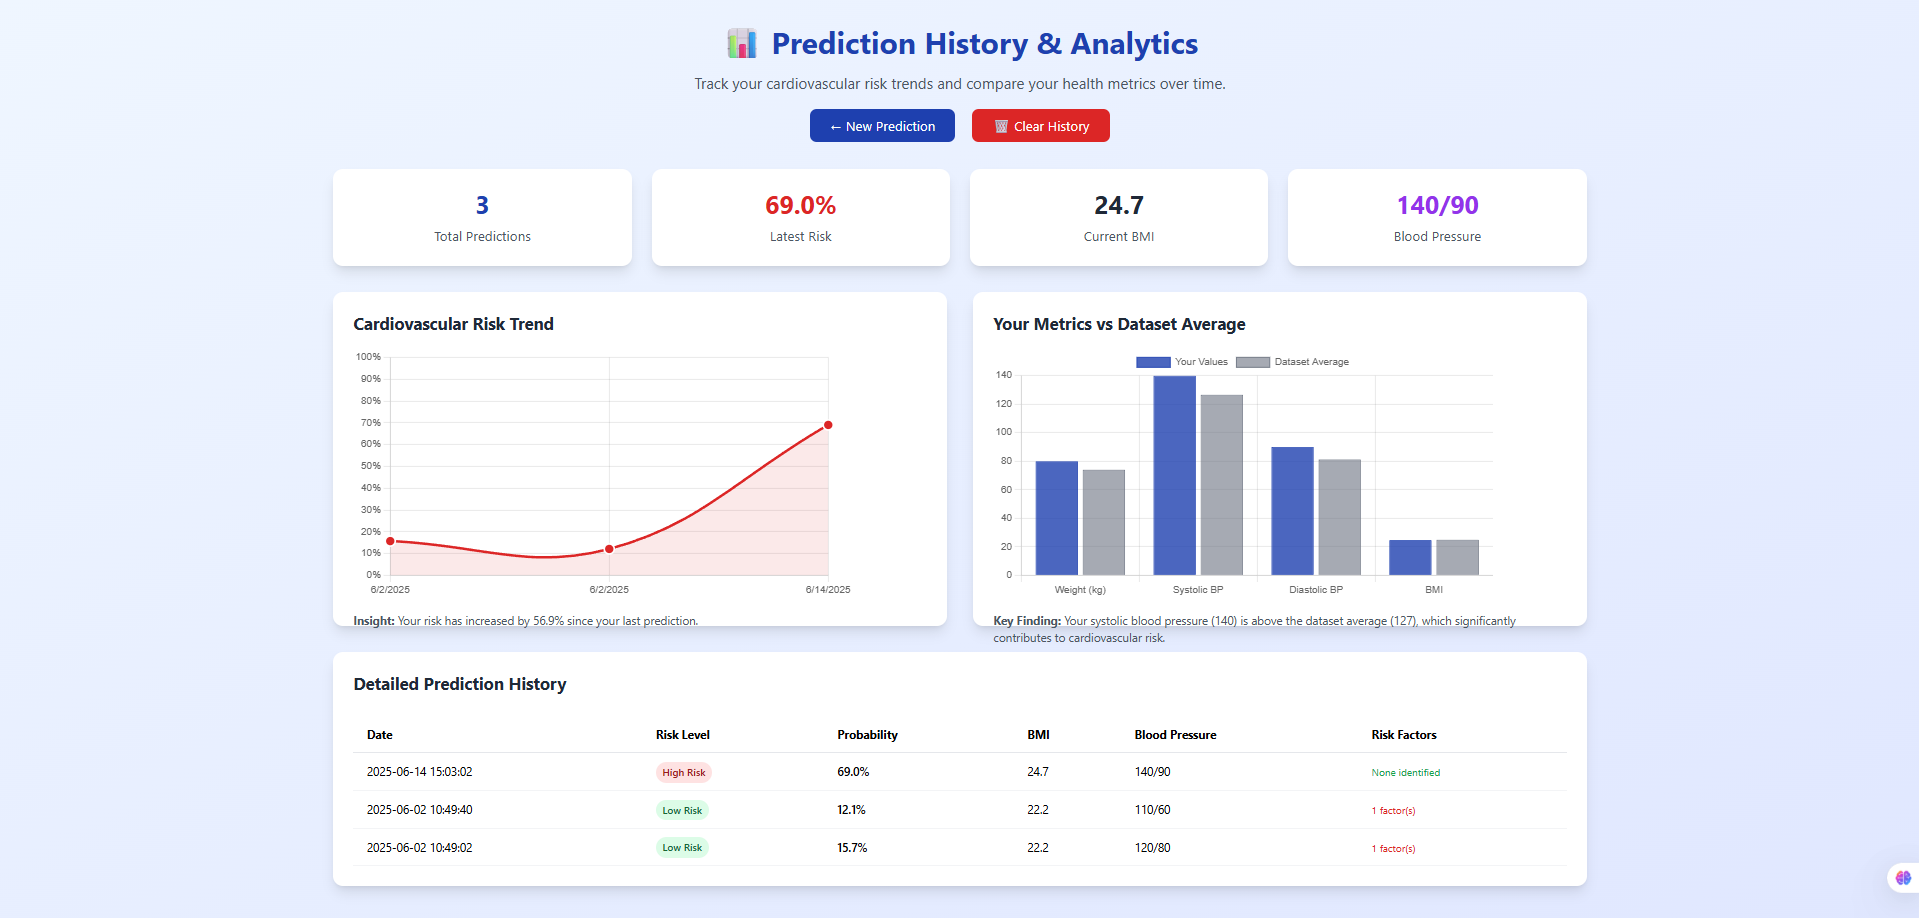 Prediction History & Analytics
Track your cardiovascular risk trends and compare your health metrics over time.
← New Prediction
Clear History
3
Total Predictions
69.0%
Latest Risk
24.7
Current BMI
140/90
Blood Pressure
Cardiovascular Risk Trend
100%
90%
80%
70%
60%
50%
40%
30%
20%
10%
0%
6/2/2025 6/2/2025 6/14/2025
Insight: Your risk has increased by 56.9% since your last prediction.
Your Metrics vs Dataset Average
Your Values Dataset Average
140
120
100
80
60
40
20
0
Weight (kg) Systolic BP Diastolic BP BMI
Key Finding: Your systolic blood pressure (140) is above the dataset average (127), which significantly
contributes to cardiovascular risk.
Detailed Prediction History
Date Risk Level Probability BMI Blood Pressure Risk Factors
2025-06-14 15:03:02 High Risk 69.0% 24.7 140/90 None identified
2025-06-02 10:49:40 Low Risk 12.1% 22.2 110/60 1 factor(s)
2025-06-02 10:49:02 Low Risk 15.7% 22.2 120/80 1 factor(s)